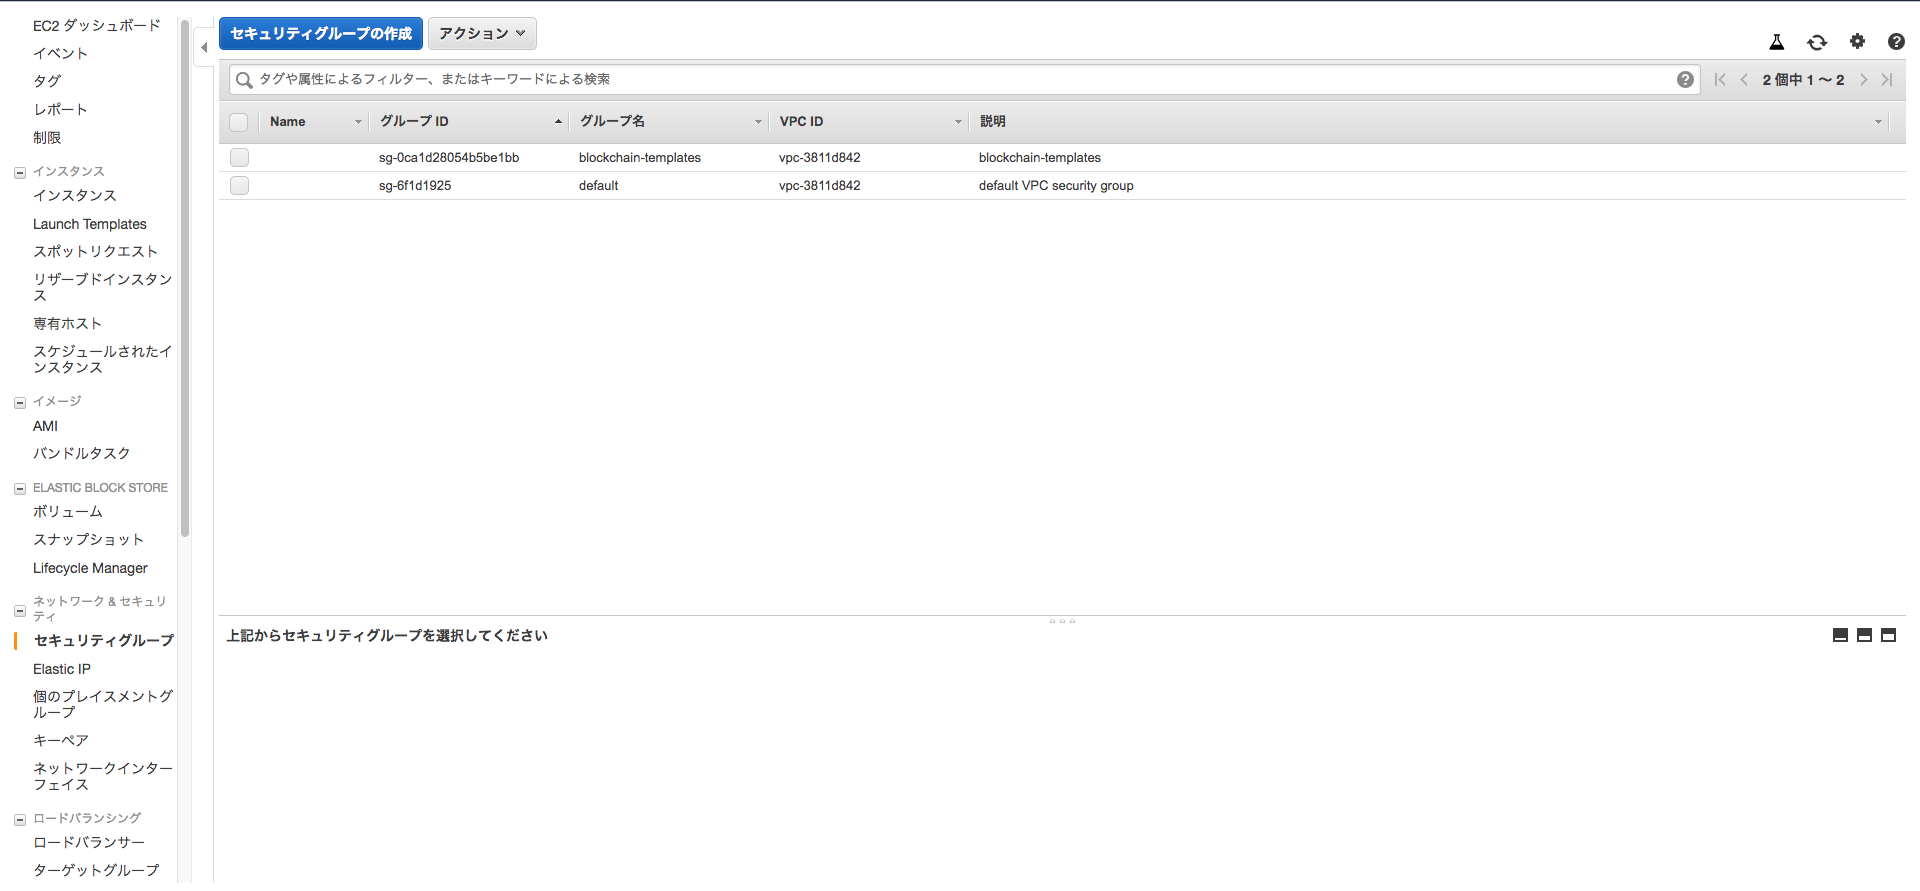 EC2 ダッシュボード
イベント
タグ
レポート
制限
インスタンス
インスタンス
Launch Templates
スポットリクエスト
リザーブドインスタン
ス
専有ホスト
スケジュールされたイ
ンスタンス
イメージ
AMI
バンドルタスク
ELASTIC BLOCK STORE
ボリューム
スナップショット
Lifecycle Manager
ネットワーク & セキュリ
ティ
セキュリティグループ
Elastic IP
個のプレイスメントグ
ループ
キーペア
ネットワークインター
フェイス
ロードバランシング
ロードバランサー
ターゲットグループ
セキュリティグループの作成 アクション
タグや属性によるフィルター、またはキーワードによる検索 2 個中 1 ～ 2
Name グループ ID グループ名 VPC ID 説明
sg-0ca1d28054b5be1bb blockchain-templates vpc-3811d842 blockchain-templates
sg-6f1d1925 default vpc-3811d842 default VPC security group
上記からセキュリティグループを選択してください